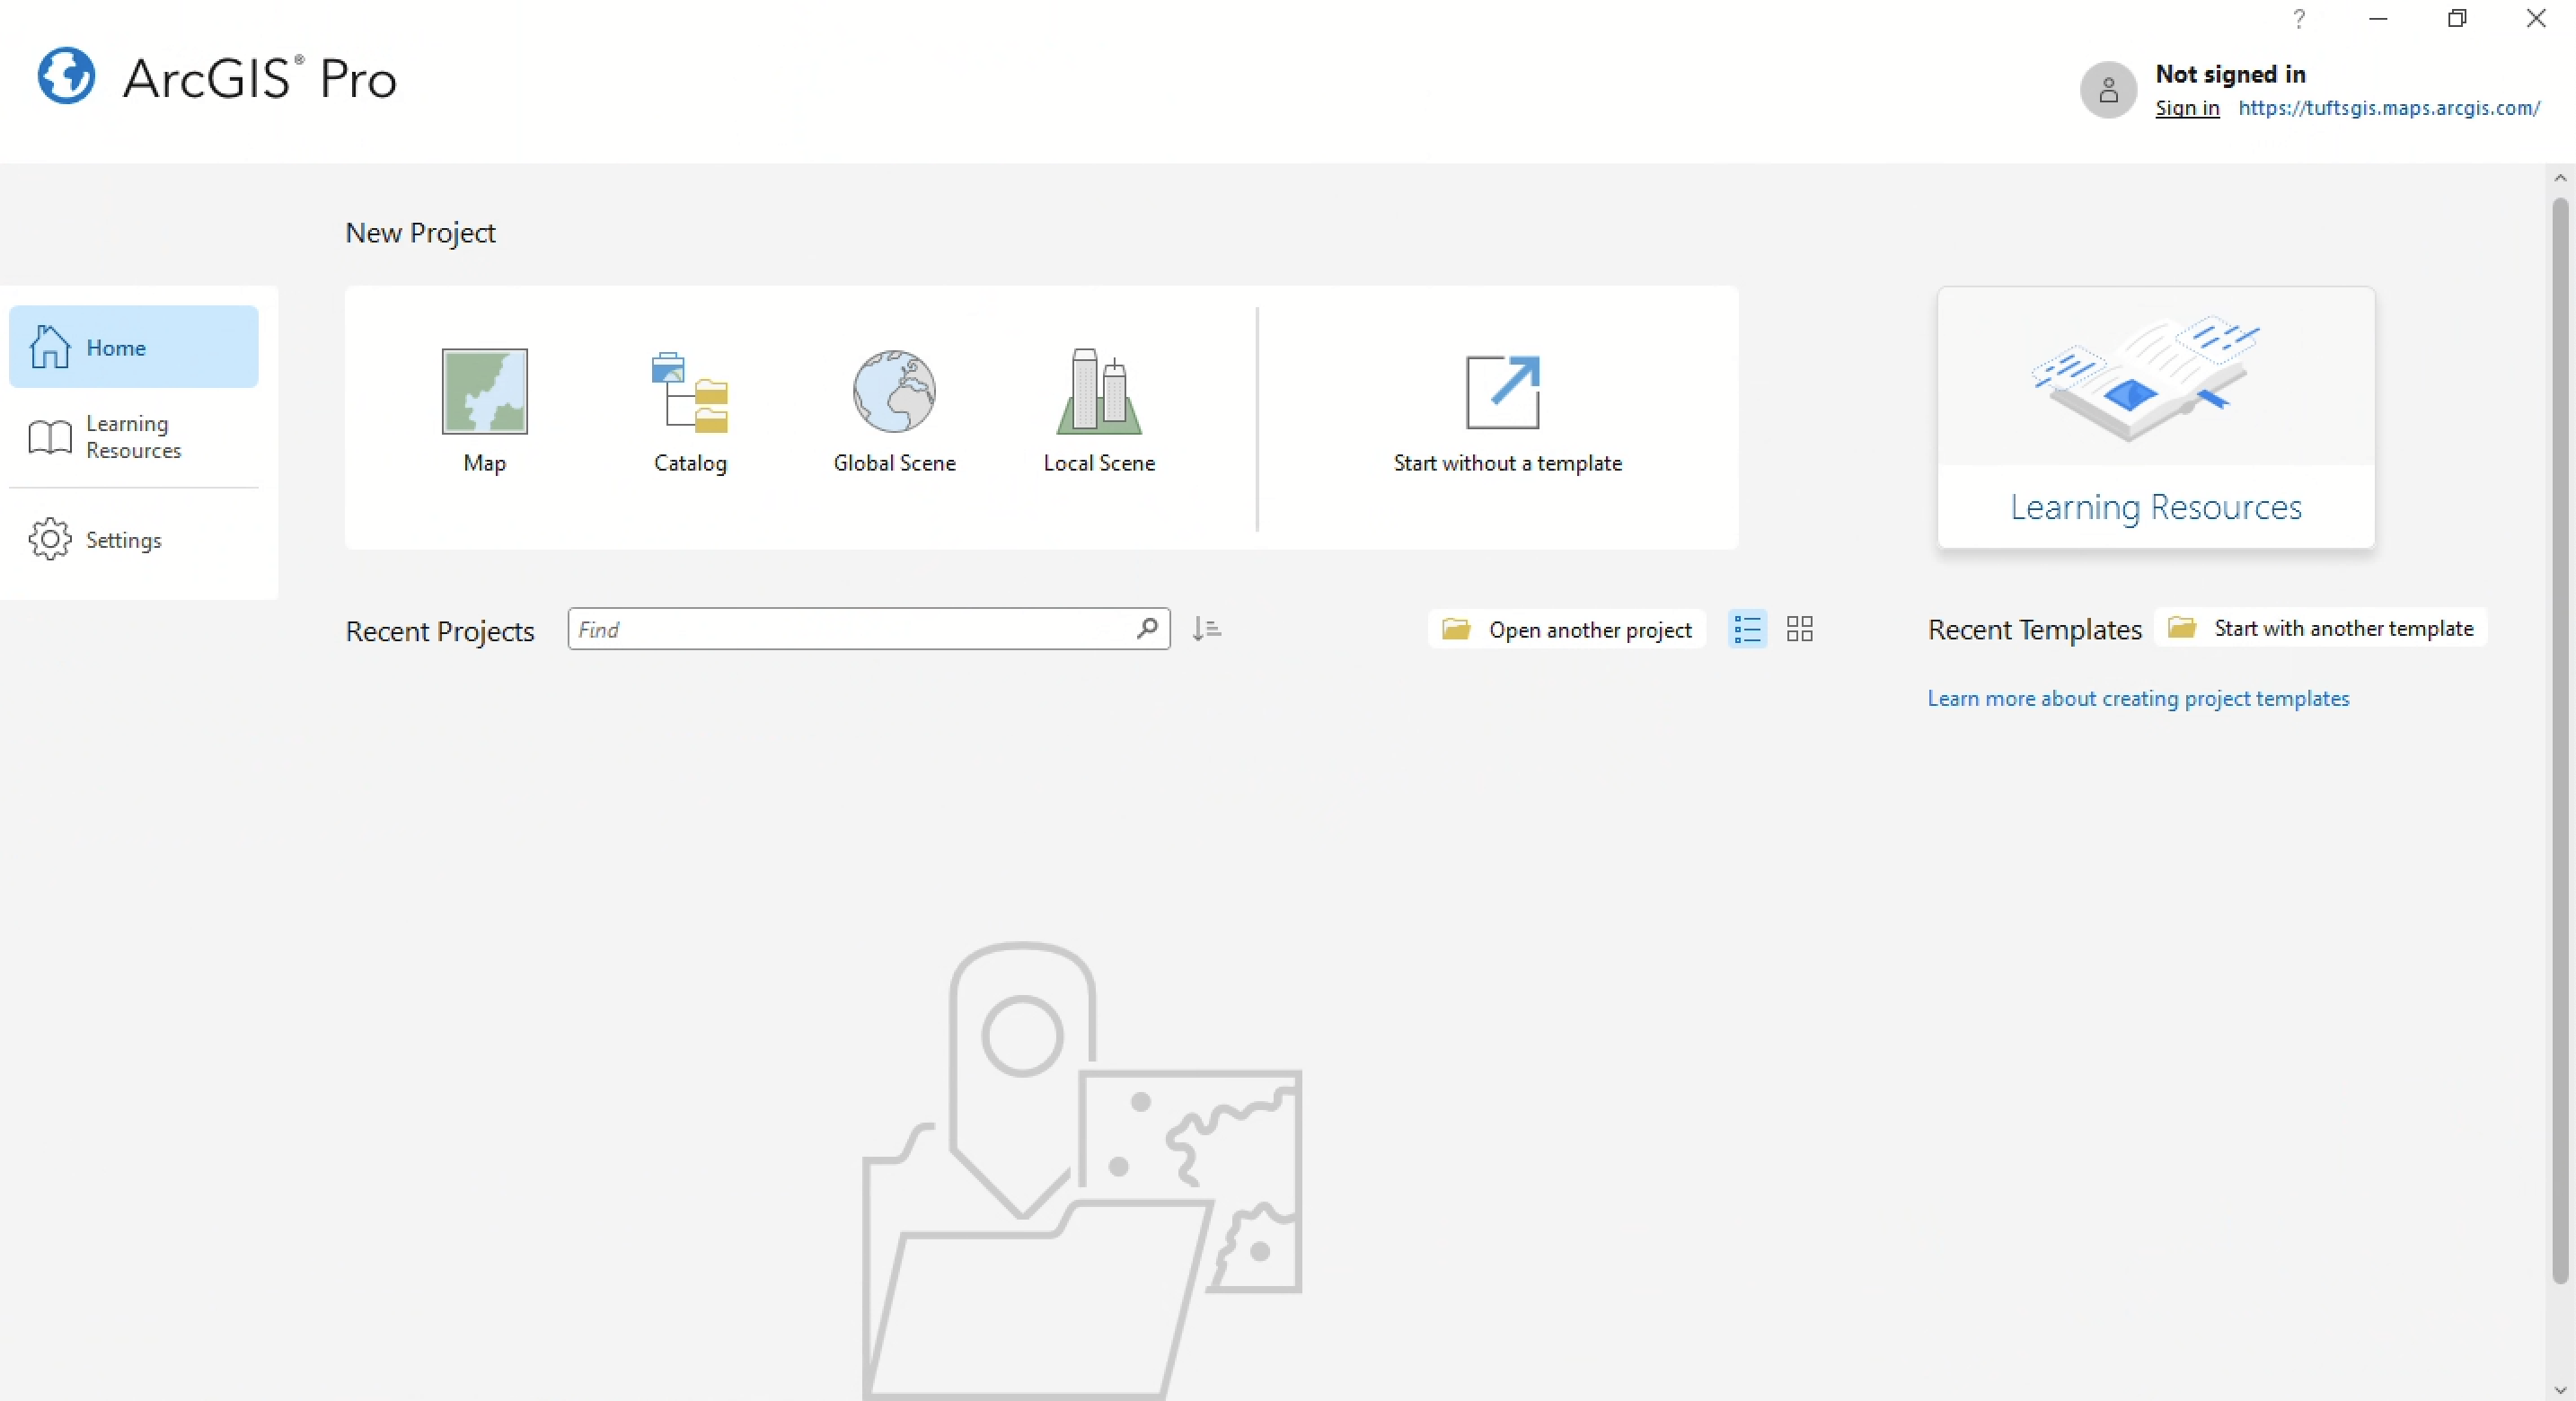 ?
ArcGIS® Pro
Not signed in
Sign in https://tuftsgis.maps.arcgis.com/
New Project
Home
Learning
Resources
Settings
Map
Catalog
Global Scene
Local Scene
Start without a template
Learning Resources
Recent Projects
Find
Open another project
Recent Templates
Start with another template
Learn more about creating project templates